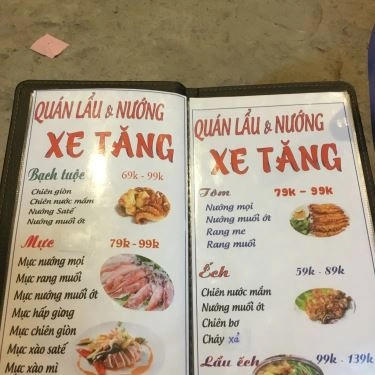 QUÁN LẨU & NƯỚNG
XE TĂNG
Bạch tuộc 69k - 99k
Chiên giòn
Chiên nước mắm
Nướng Satế
Nướng muối ớt
Mực 79k - 99k
Mực nướng mọi
Mực rang muối
Mực nướng muối ớt
Mực hấp gừng
Mực chiên giòn
Mực xào satế
Mực xào mì
QUÁN LẨU & NƯỚNG
XE TĂNG
Tôm 79k - 99k
Nướng mọi
Nướng muối ớt
Rang me
Rang muối
Ếch 59k - 89k
Chiên nước mắm
Nướng muối ớt
Chiên bơ
Cháy xả
Lẩu ếch 99k - 139k